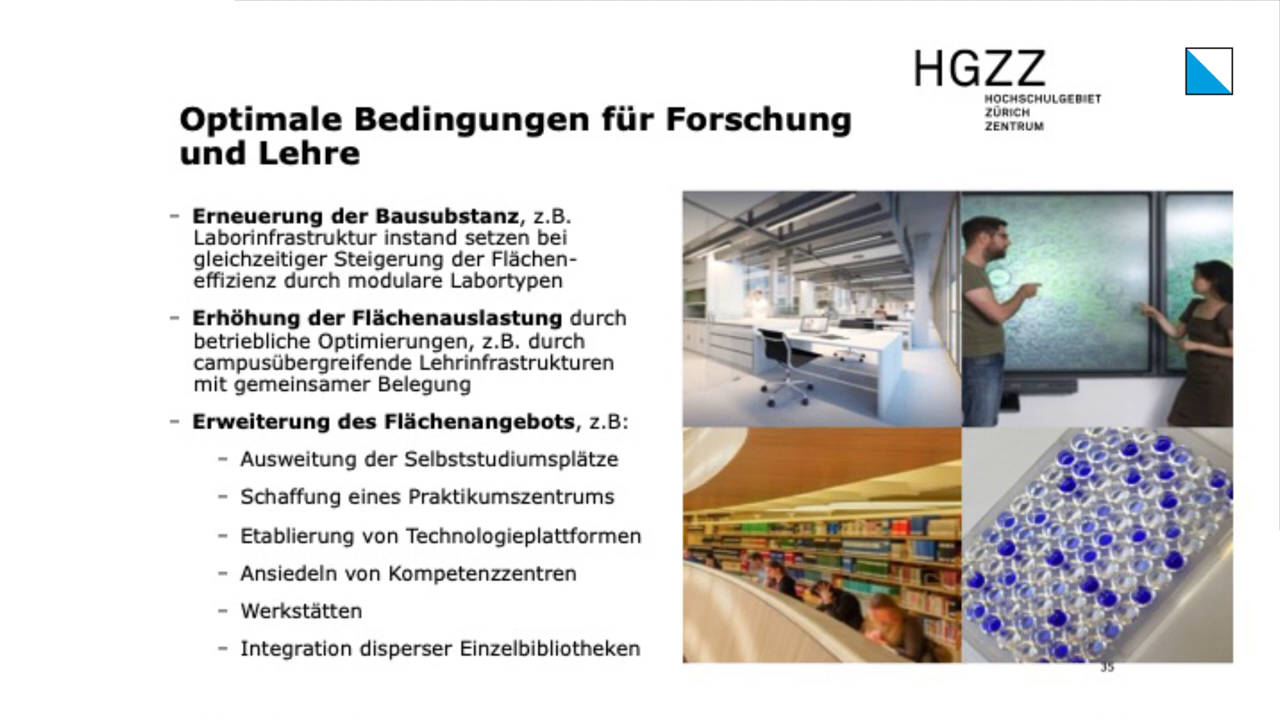 HGZZ
HOCHSCHULGEBIET
ZÜRICH
ZENTRUM
Optimale Bedingungen für Forschung
und Lehre
– Erneuerung der Bausubstanz, z.B.
Laborinfrastruktur instand setzen bei
gleichzeitiger Steigerung der Flächen-
effizienz durch modulare Labortypen
– Erhöhung der Flächenauslastung durch
betriebliche Optimierungen, z.B. durch
campusübergreifende Lehrinfrastrukturen
mit gemeinsamer Belegung
– Erweiterung des Flächenangebots, z.B:
– Ausweitung der Selbststudiumsplätze
– Schaffung eines Praktikumszentrums
– Etablierung von Technologieplattformen
– Ansiedeln von Kompetenzzentren
– Werkstätten
– Integration disperser Einzelbibliotheken
35